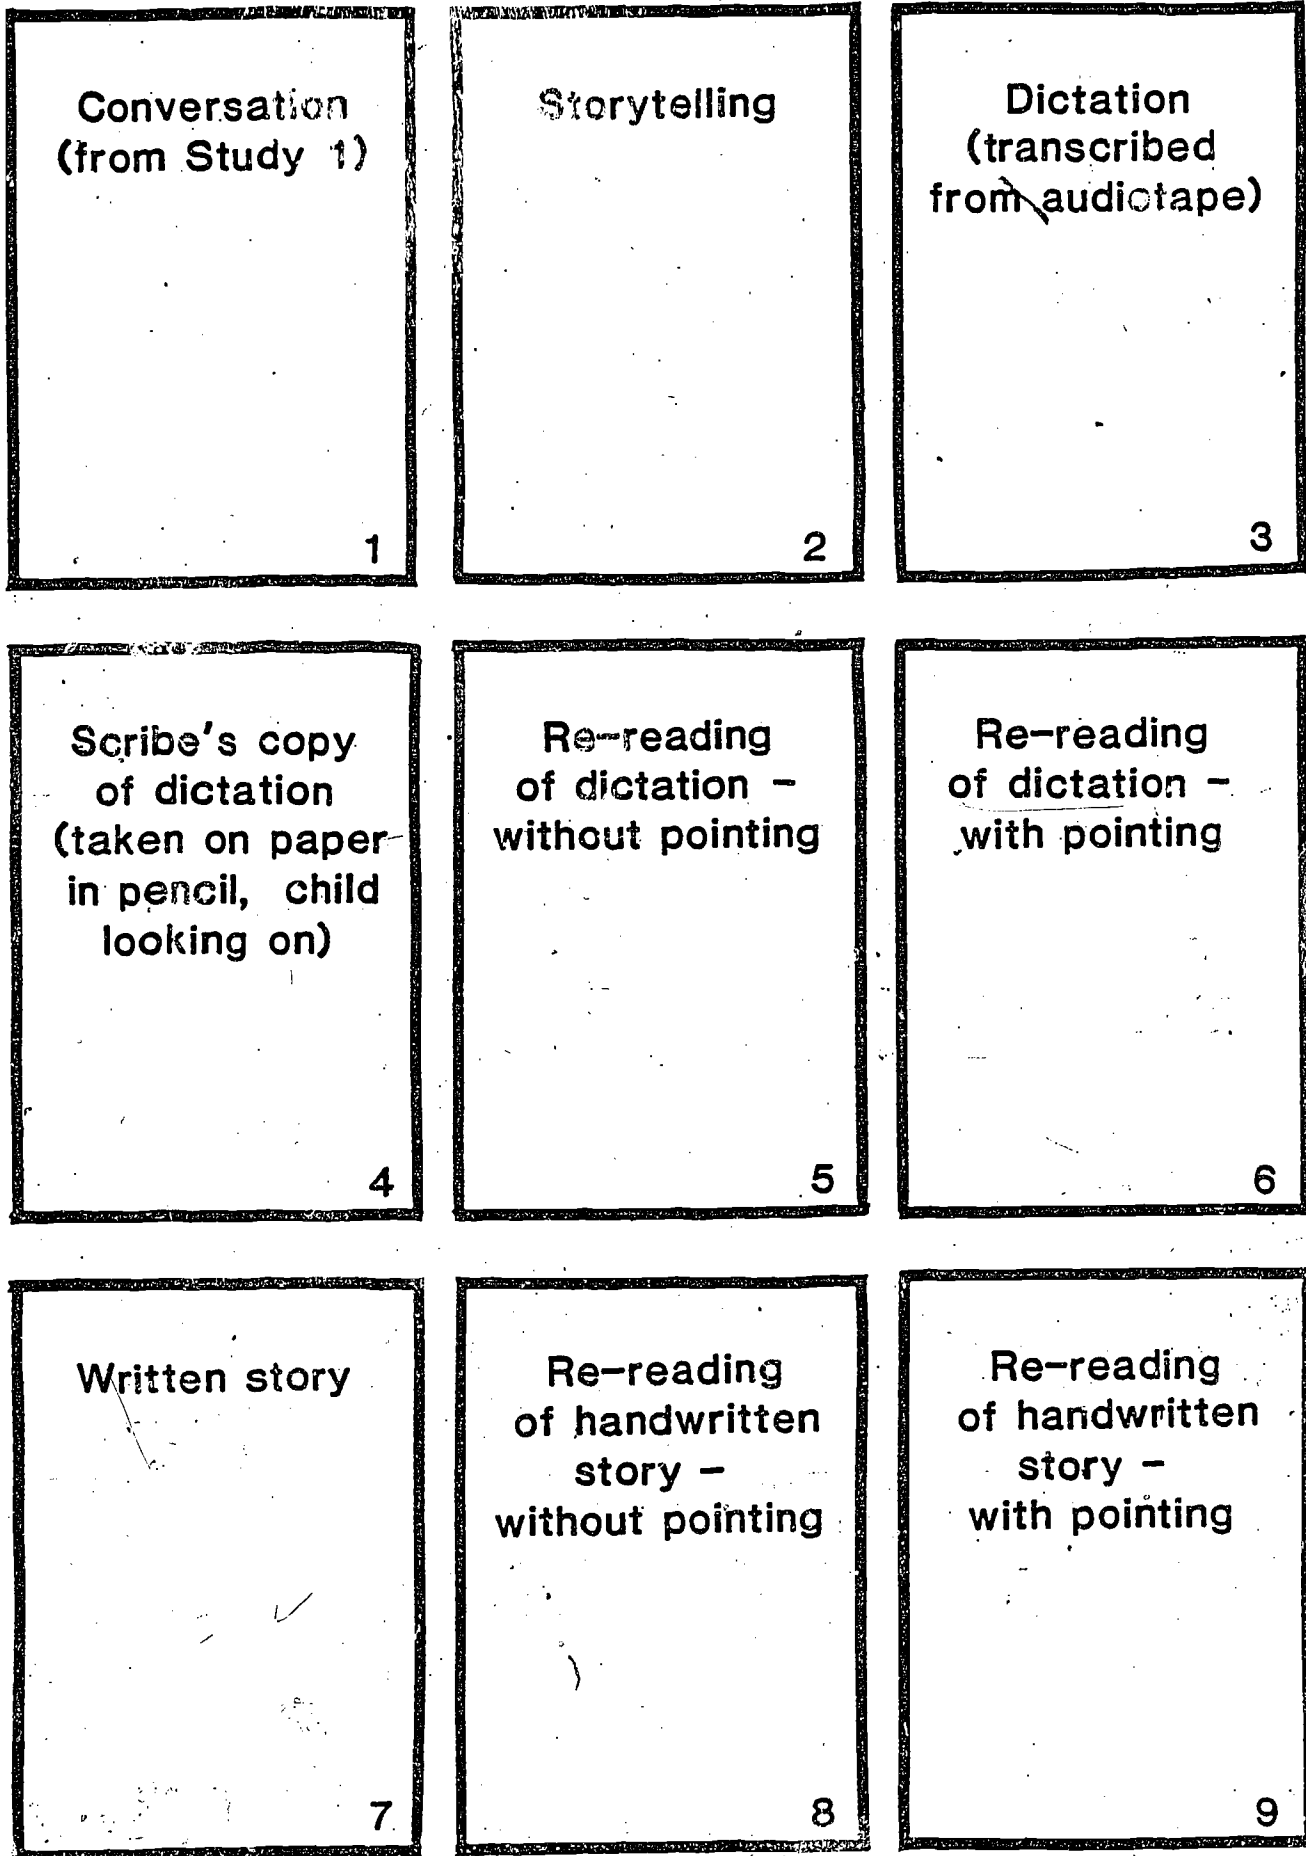 Conversation
(from Study 1)
1
Storytelling
2
Dictation
(transcribed
from audiotape)
3
Scribe's copy
of dictation
(taken on paper
in pencil, child
looking on)
4
Re-reading
of dictation -
without pointing
5
Re-reading
of dictation -
with pointing
6
Written story
7
Re-reading
of handwritten
story -
without pointing
8
Re-reading
of handwritten
story -
with pointing
9